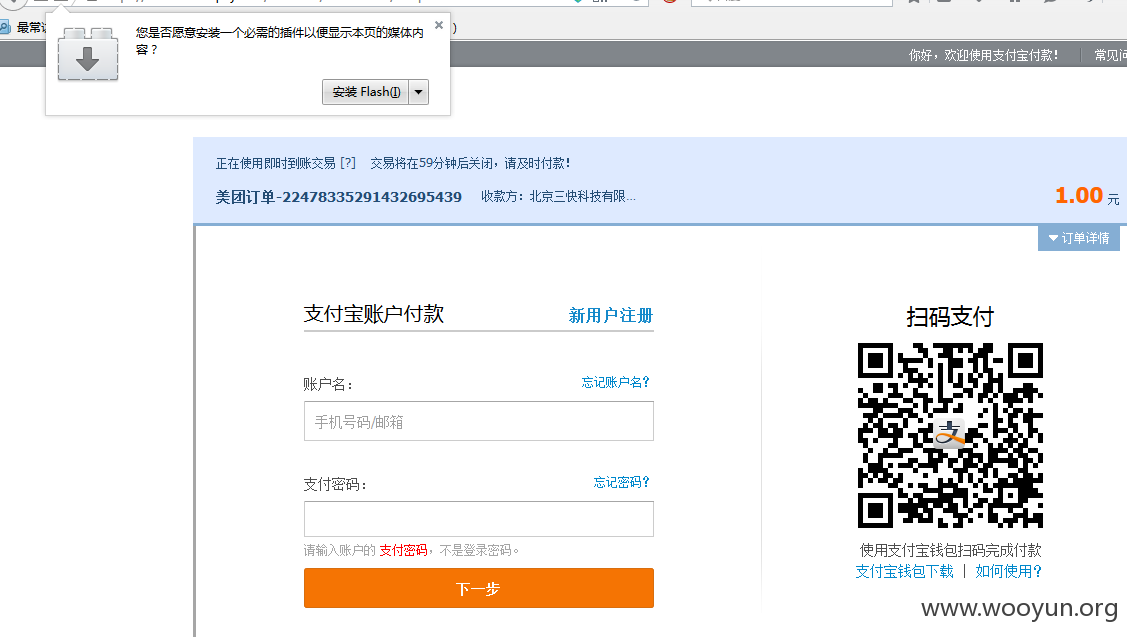 最常访
您是否愿意安装一个必需的插件以便显示本页的媒体内
容？
安装 Flash(I)
)
你好，欢迎使用支付宝付款！
常见问
正在使用即时到账交易 [?] 交易将在59分钟后关闭，请及时付款！
美团订单-22478335291432695439 收款方：北京三快科技有限...
1.00 元
订单详情
支付宝账户付款 新用户注册
账户名： 忘记账户名?
手机号码/邮箱
支付密码： 忘记密码?
请输入账户的 支付密码，不是登录密码。
下一步
扫码支付
支
使用支付宝钱包扫码完成付款
支付宝钱包下载 | 如何使用?
www.wooyun.org